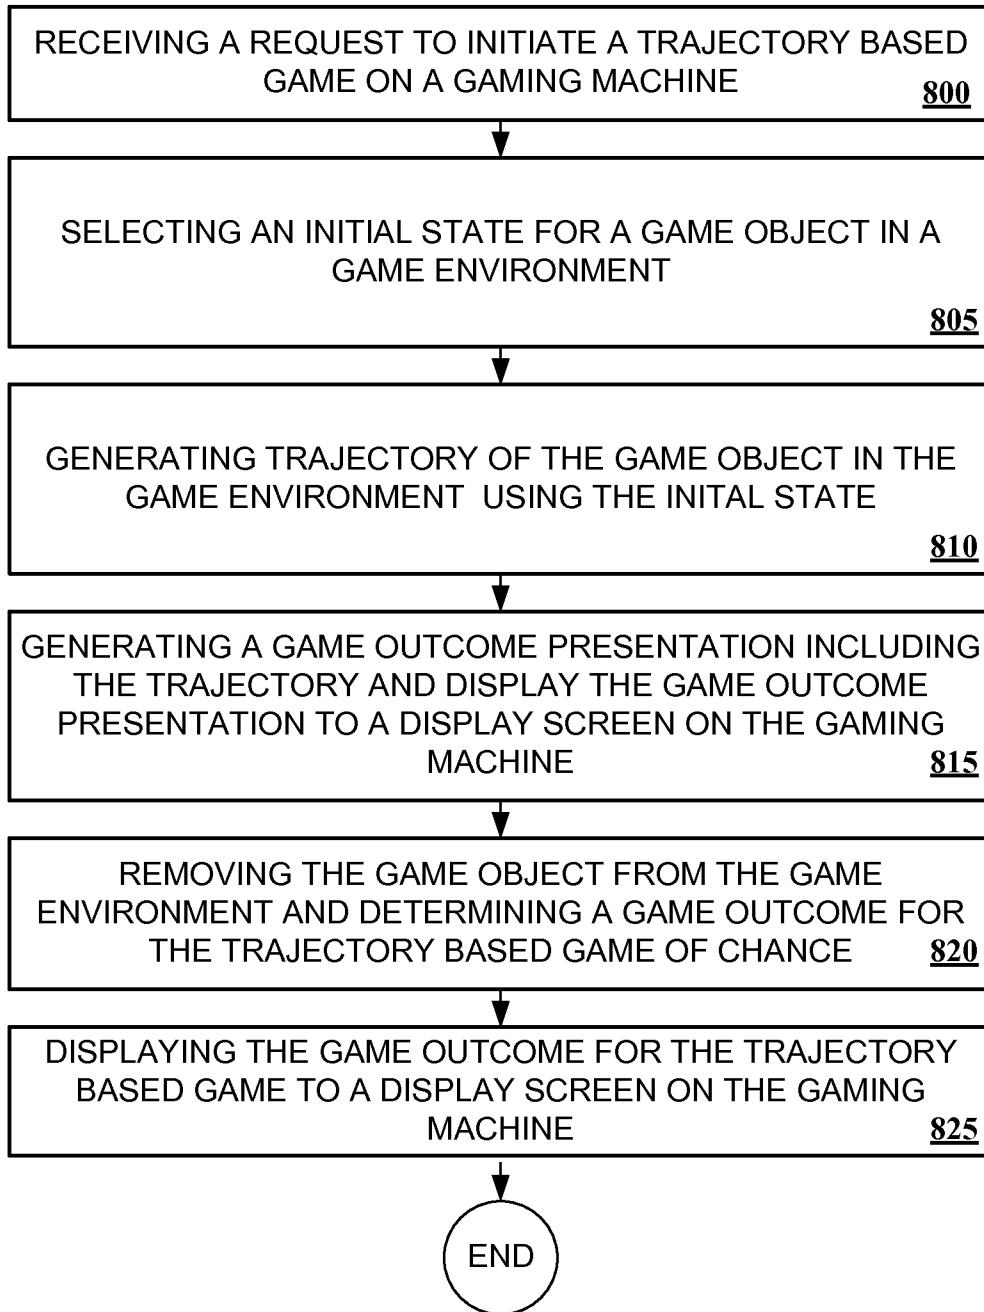 RECEIVING A REQUEST TO INITIATE A TRAJECTORY BASED
GAME ON A GAMING MACHINE
800
SELECTING AN INITIAL STATE FOR A GAME OBJECT IN A
GAME ENVIRONMENT
805
GENERATING TRAJECTORY OF THE GAME OBJECT IN THE
GAME ENVIRONMENT USING THE INITAL STATE
810
GENERATING A GAME OUTCOME PRESENTATION INCLUDING
THE TRAJECTORY AND DISPLAY THE GAME OUTCOME
PRESENTATION TO A DISPLAY SCREEN ON THE GAMING
MACHINE
815
REMOVING THE GAME OBJECT FROM THE GAME
ENVIRONMENT AND DETERMINING A GAME OUTCOME FOR
THE TRAJECTORY BASED GAME OF CHANCE
820
DISPLAYING THE GAME OUTCOME FOR THE TRAJECTORY
BASED GAME TO A DISPLAY SCREEN ON THE GAMING
MACHINE
825
END